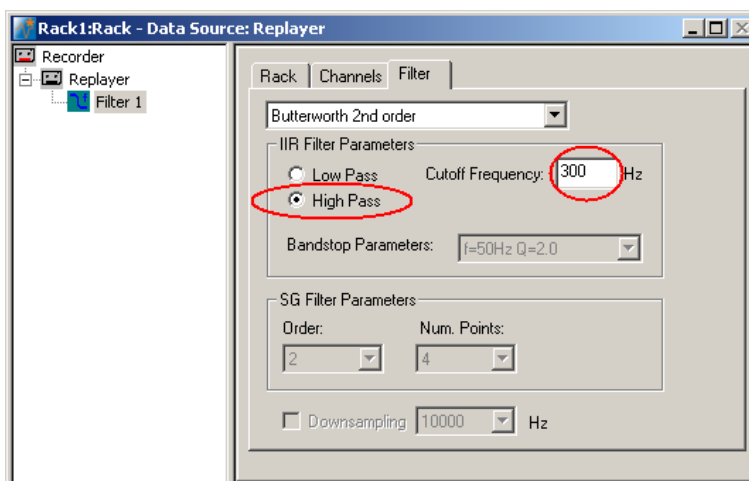 Rack1:Rack - Data Source: Replayer
Recorder
Replayer
Filter 1
Rack Channels Filter
Butterworth 2nd order
IIR Filter Parameters
Low Pass Cutoff Frequency: 300 Hz
High Pass
Bandstop Parameters: f=50Hz Q=2.0
SG Filter Parameters
Order: Num. Points:
2 4
Downsampling 10000 Hz